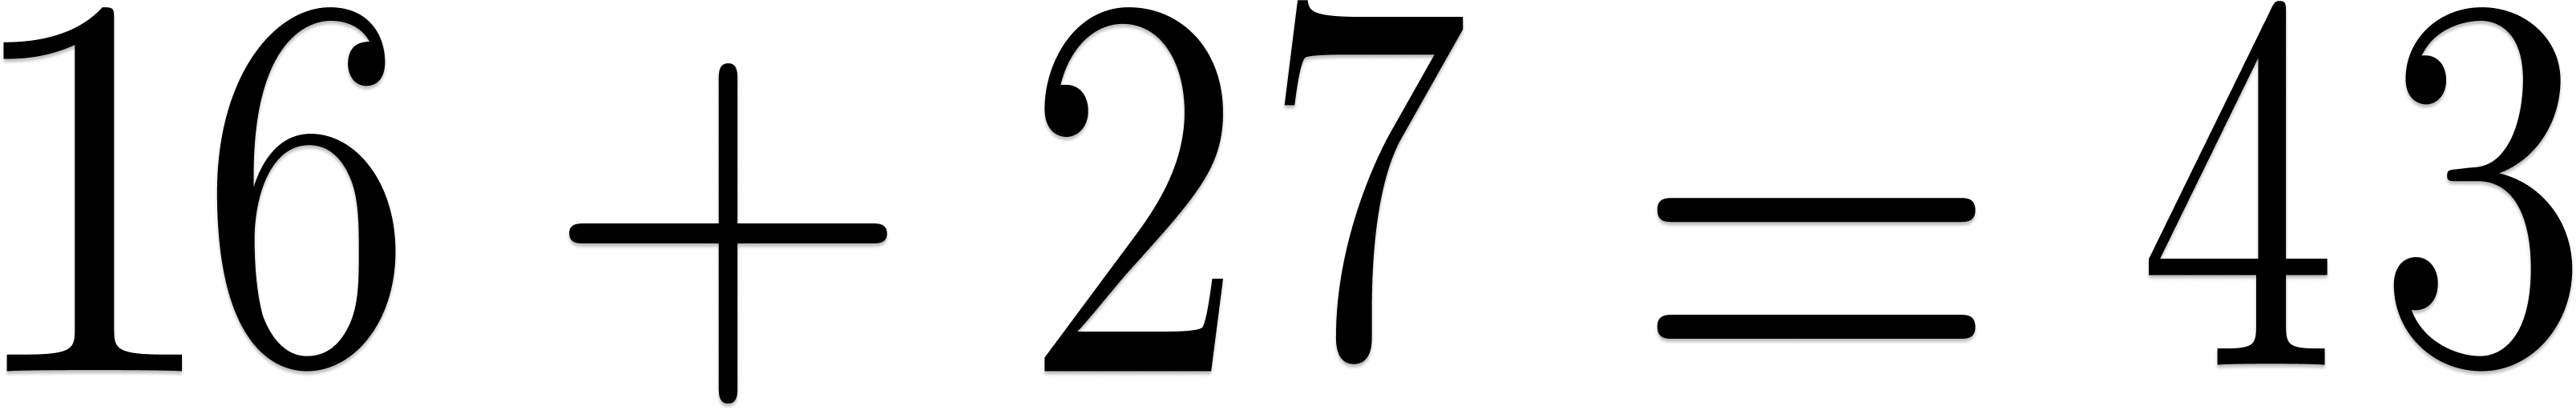 16 + 27 = 43